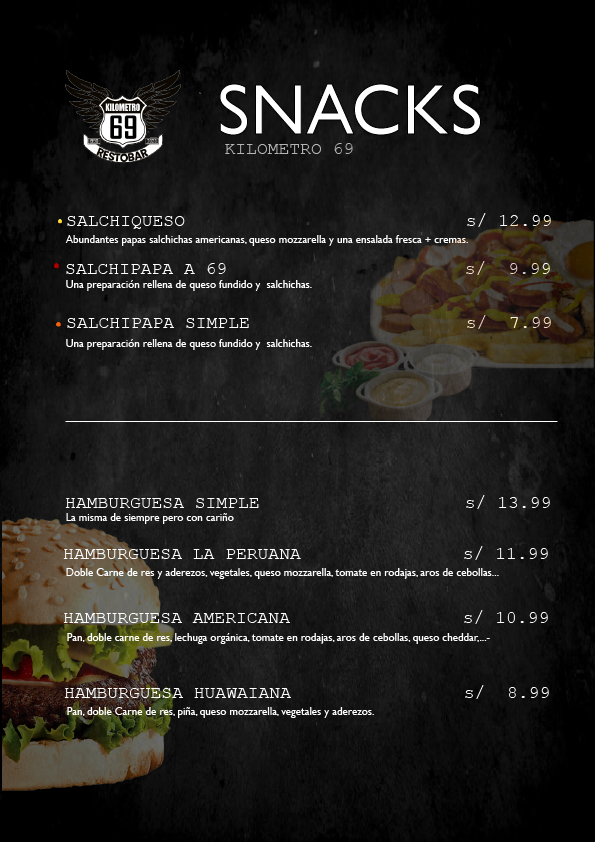 KILOMETRO
69
RESTOBAR
SNACKS
KILOMETRO 69
SALCHIQUESO s/ 12.99
Abundantes papas salchichas americanas, queso mozzarella y una ensalada fresca + cremas.
SALCHIPAPA A 69 s/ 9.99
Una preparación rellena de queso fundido y salchichas.
SALCHIPAPA SIMPLE s/ 7.99
Una preparación rellena de queso fundido y salchichas.
HAMBURGUESA SIMPLE s/ 13.99
La misma de siempre pero con cariño
HAMBURGUESA LA PERUANA s/ 11.99
Doble Carne de res y aderezos, vegetales, queso mozzarella, tomate en rodajas, aros de cebollas...
HAMBURGUESA AMERICANA s/ 10.99
Pan, doble carne de res, lechuga orgánica, tomate en rodajas, aros de cebollas, queso cheddar,...-
HAMBURGUESA HUAWAIANA s/ 8.99
Pan, doble Carne de res, piña, queso mozzarella, vegetales y aderezos.